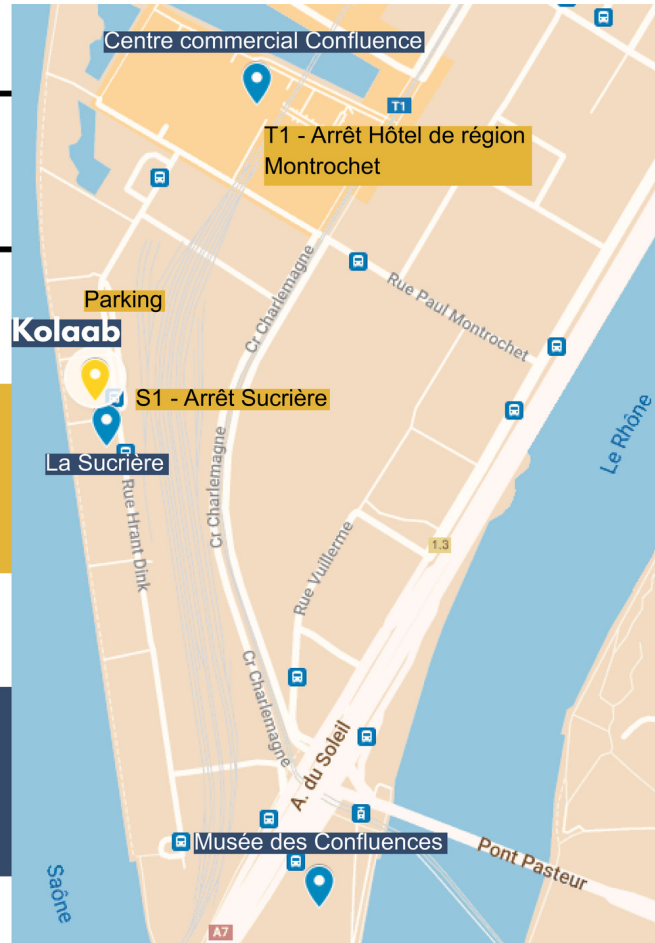 Centre commercial Confluence
T1
T1 - Arrêt Hôtel de région
Montrochet
Cr Charlemagne
Rue Paul Montrochet
Parking
Kolaab
S1 - Arrêt Sucrière
La Sucrière
Le Rhône
Rue Hrant Dink
Cr Charlemagne
1.3
Rue Vuillerme
Cr Charlemagne
A. du Soleil
Musée des Confluences
Pont Pasteur
Saône
A7